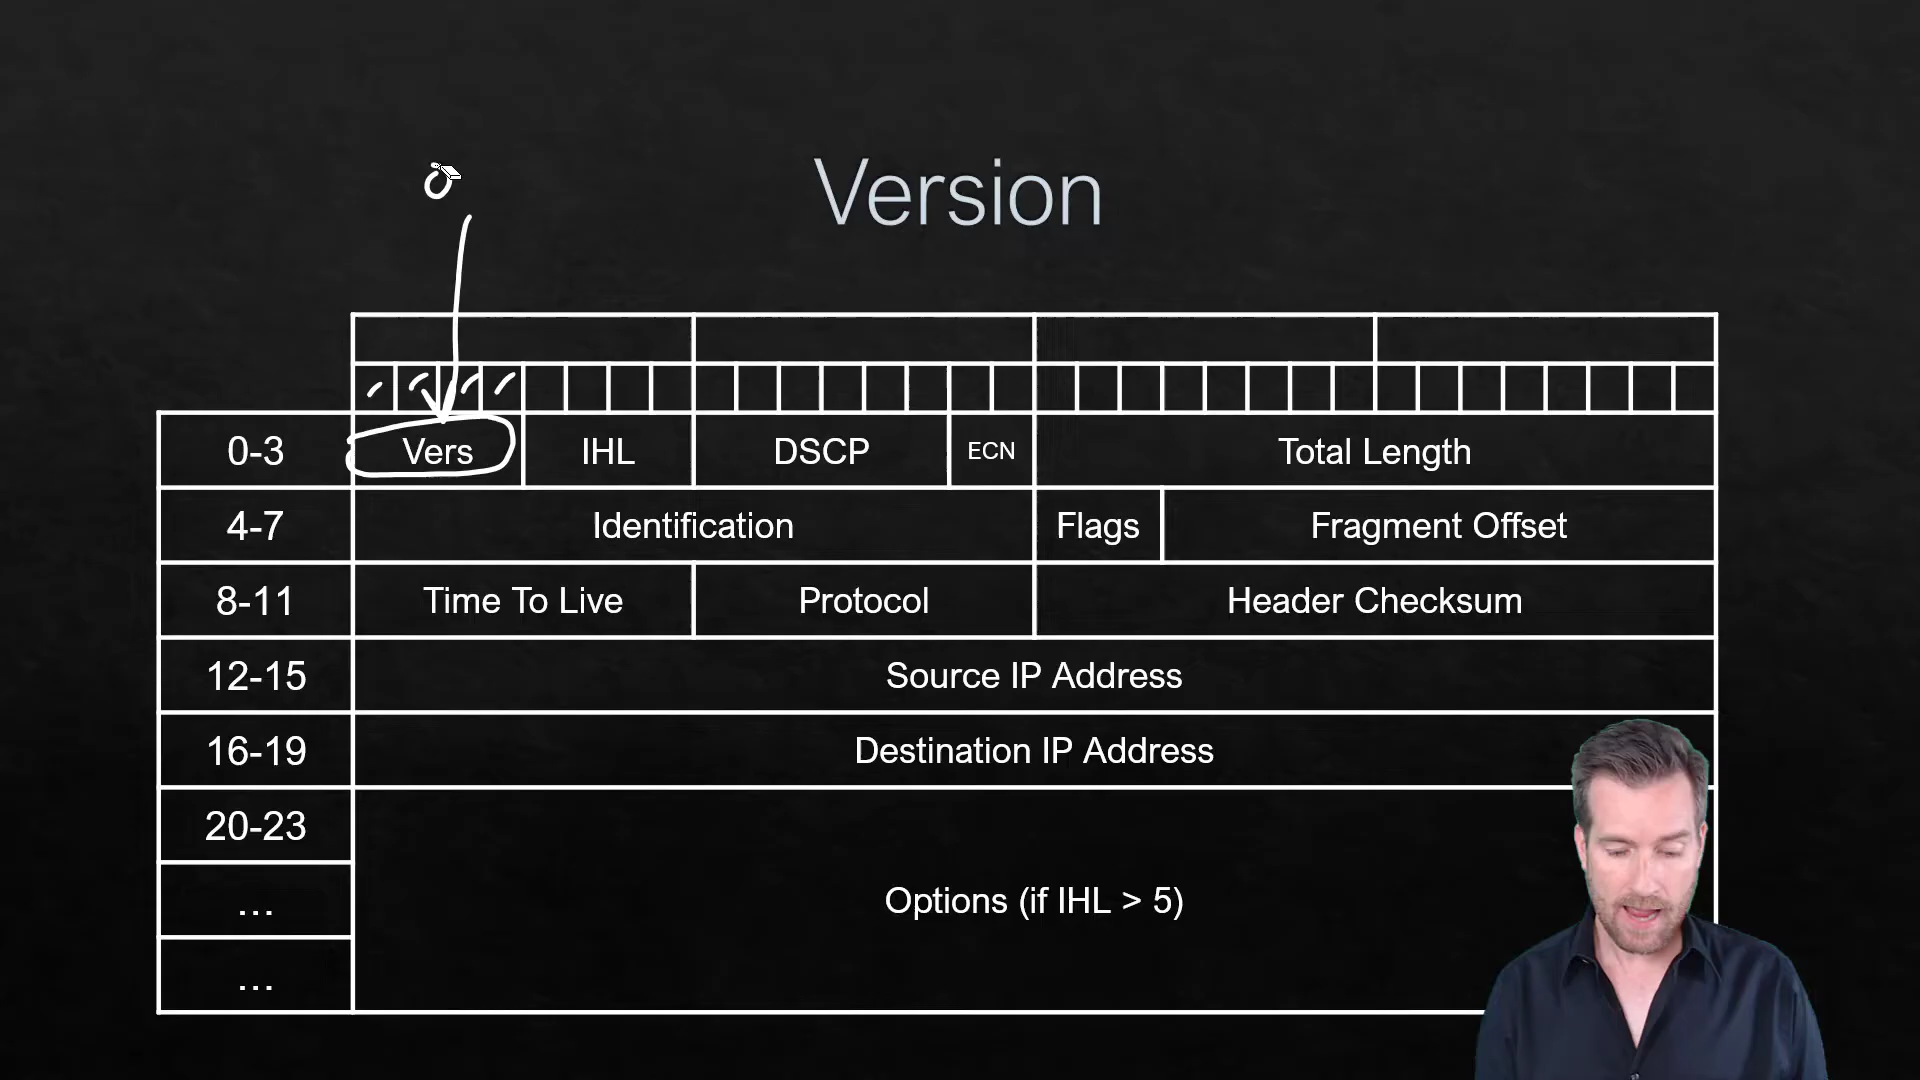 0
Version
0-3 Vers IHL DSCP ECN Total Length
4-7 Identification Flags Fragment Offset
8-11 Time To Live Protocol Header Checksum
12-15 Source IP Address
16-19 Destination IP Address
20-23
... Options (if IHL > 5)
...